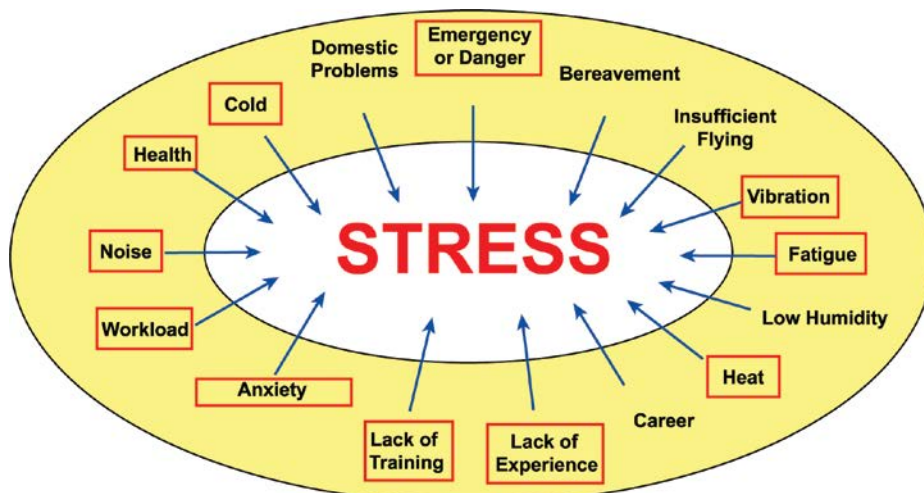 Emergency
or Danger
Domestic
Problems
Bereavement
Cold
Insufficient
Flying
Health
Vibration
STRESS
Noise
Fatigue
Workload
Low Humidity
Anxiety
Heat
Career
Lack of
Training
Lack of
Experience